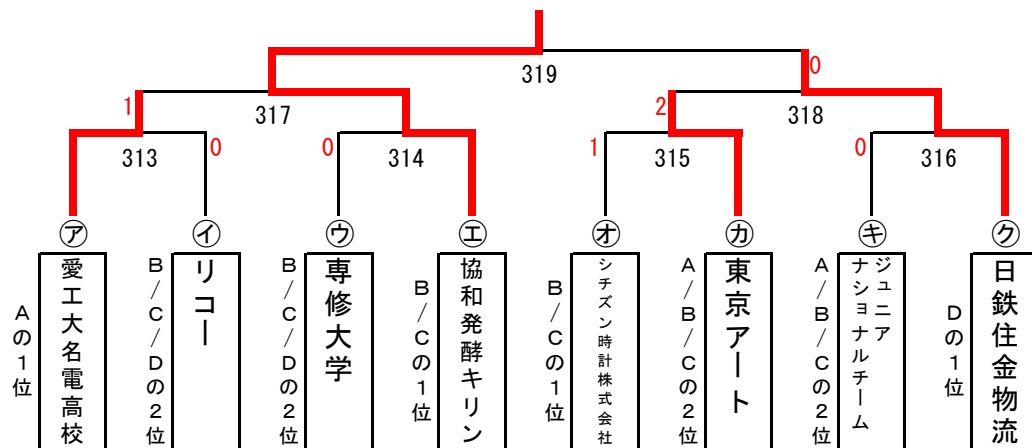 319
0
1
317
2
318
313
0
0
314
1
315
0
316
㋐
㋑
㋒
㋓
㋔
㋕
㋖
㋗
Aの1位
愛工大名電高校
B/C/Dの2位
リコー
B/C/Dの2位
専修大学
B/Cの1位
協和発酵キリン
B/Cの1位
シチズン時計株式会社
A/B/Cの2位
東京アート
A/B/Cの2位
ジュニア
ナショナルチーム
Dの1位
日鉄住金物流